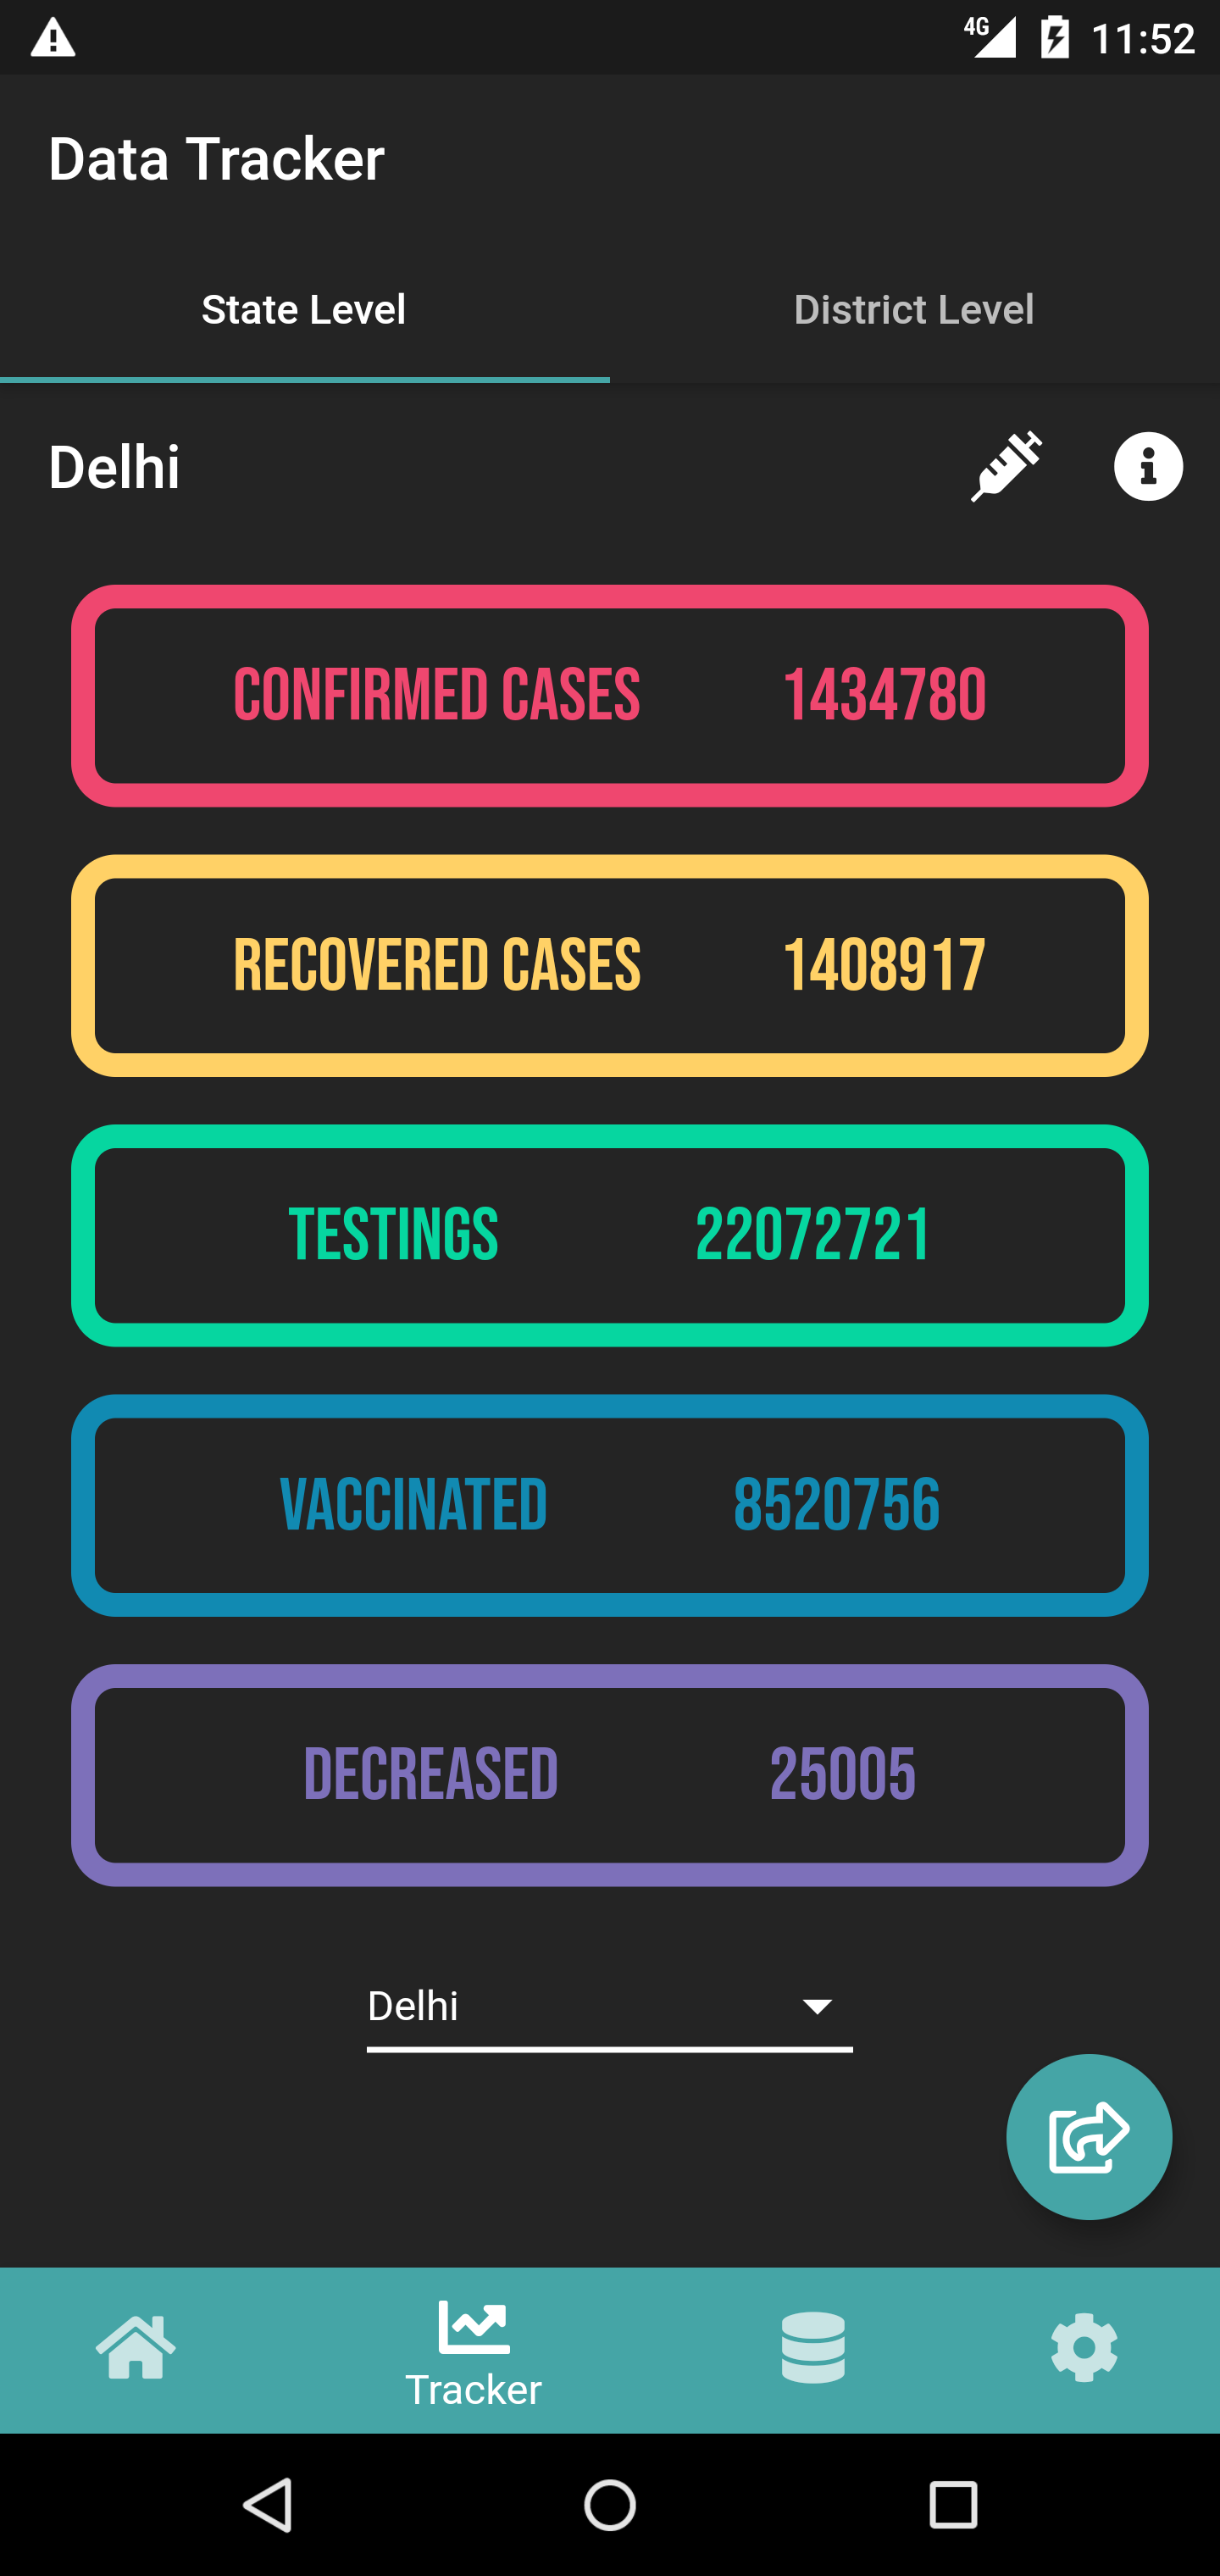 4G 11:52
Data Tracker
State Level District Level
Delhi
CONFIRMED CASES 1434780
RECOVERED CASES 1408917
TESTINGS 22072721
VACCINATED 8520756
DECREASED 25005
Delhi
Tracker